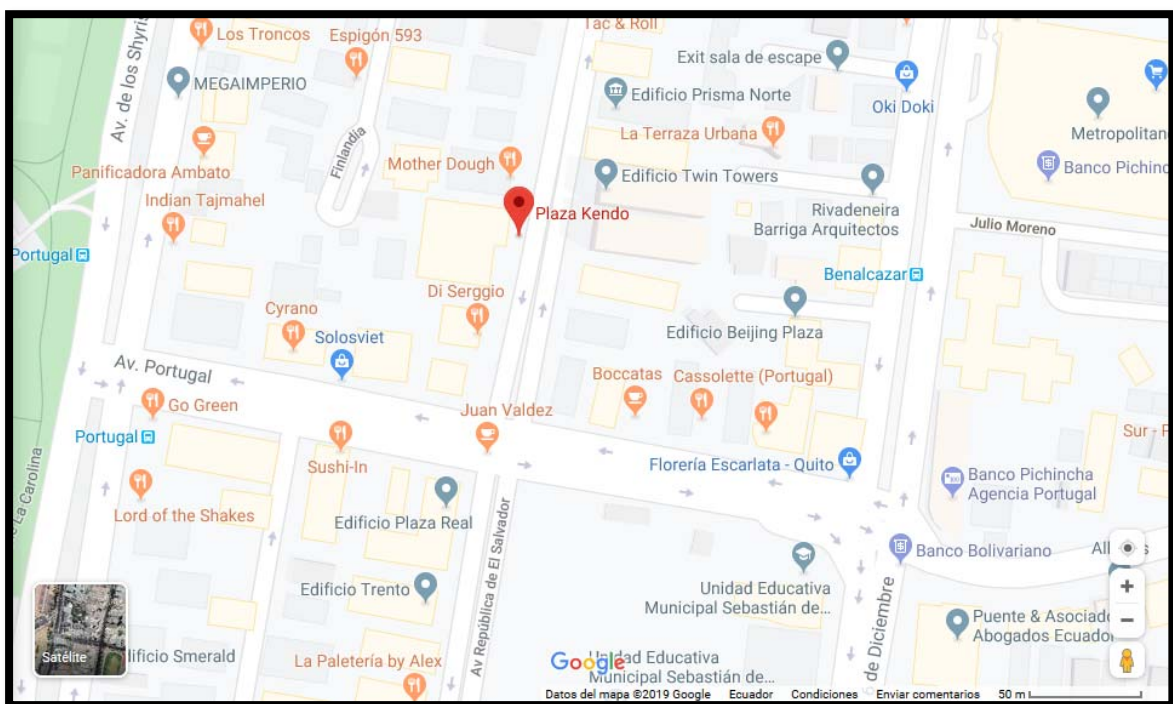 Tac & Roll
Los Troncos
Espigón 593
Av. de los Shyris
Exit sala de escape
MEGAIMPERIO
Edificio Prisma Norte
Oki Doki
La Terraza Urbana
Metropolitan
Finlandia
Panificadora Ambato
Mother Dough
Edificio Twin Towers
Banco Pichinc
Indian Tajmahel
Plaza Kendo
Rivadeneira
Barriga Arquitectos
Julio Moreno
Portugal
Benalcazar
Di Serggio
Cyrano
Solosviet
Edificio Beijing Plaza
Av. Portugal
Boccatas
Cassolette (Portugal)
Go Green
Juan Valdez
Portugal
Sur - F
Sushi-In
Florería Escarlata - Quito
Banco Pichincha
Agencia Portugal
La Carolina
Lord of the Shakes
Edificio Plaza Real
Av República de El Salvador
Banco Bolivariano
Edificio Trento
Unidad Educativa
Municipal Sebastián de...
de Diciembre
Puente & Asociado
Abogados Ecuador
Satélite
lificio Smerald
La Paletería by Alex
Google
Unidad Educativa
Municipal Sebastián de...
Datos del mapa ©2019 Google Ecuador Condiciones Enviar comentarios 50 m